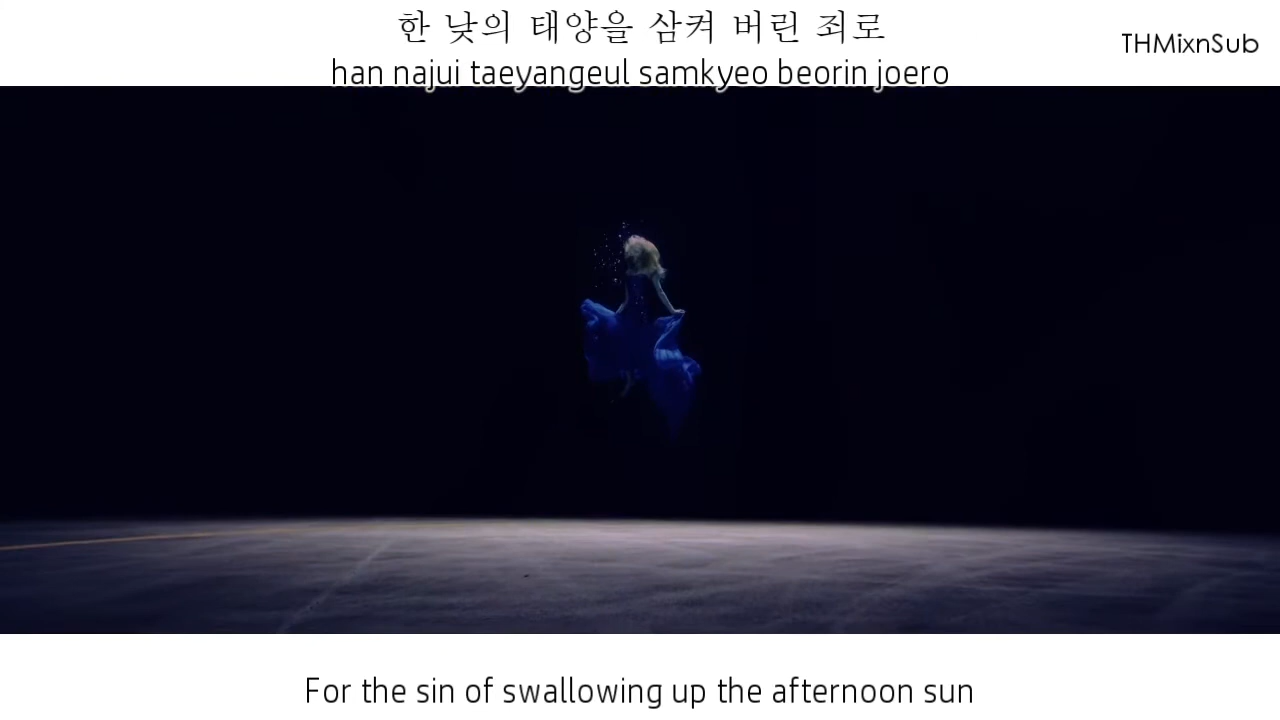 한 낮의 태양을 삼켜 버린 죄로
THMixnSub
han najui taeyangeul samkyeo beorin joero
For the sin of swallowing up the afternoon sun